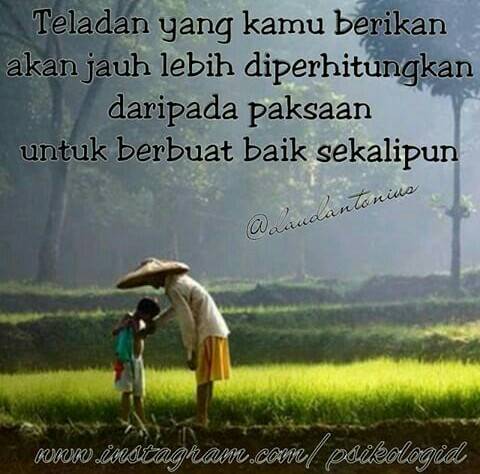 Teladan yang kamu berikan
akan jauh lebih diperhitungkan
daripada paksaan
untuk berbuat baik sekalipun
@daudantonius
www.instagram.com/psikologid